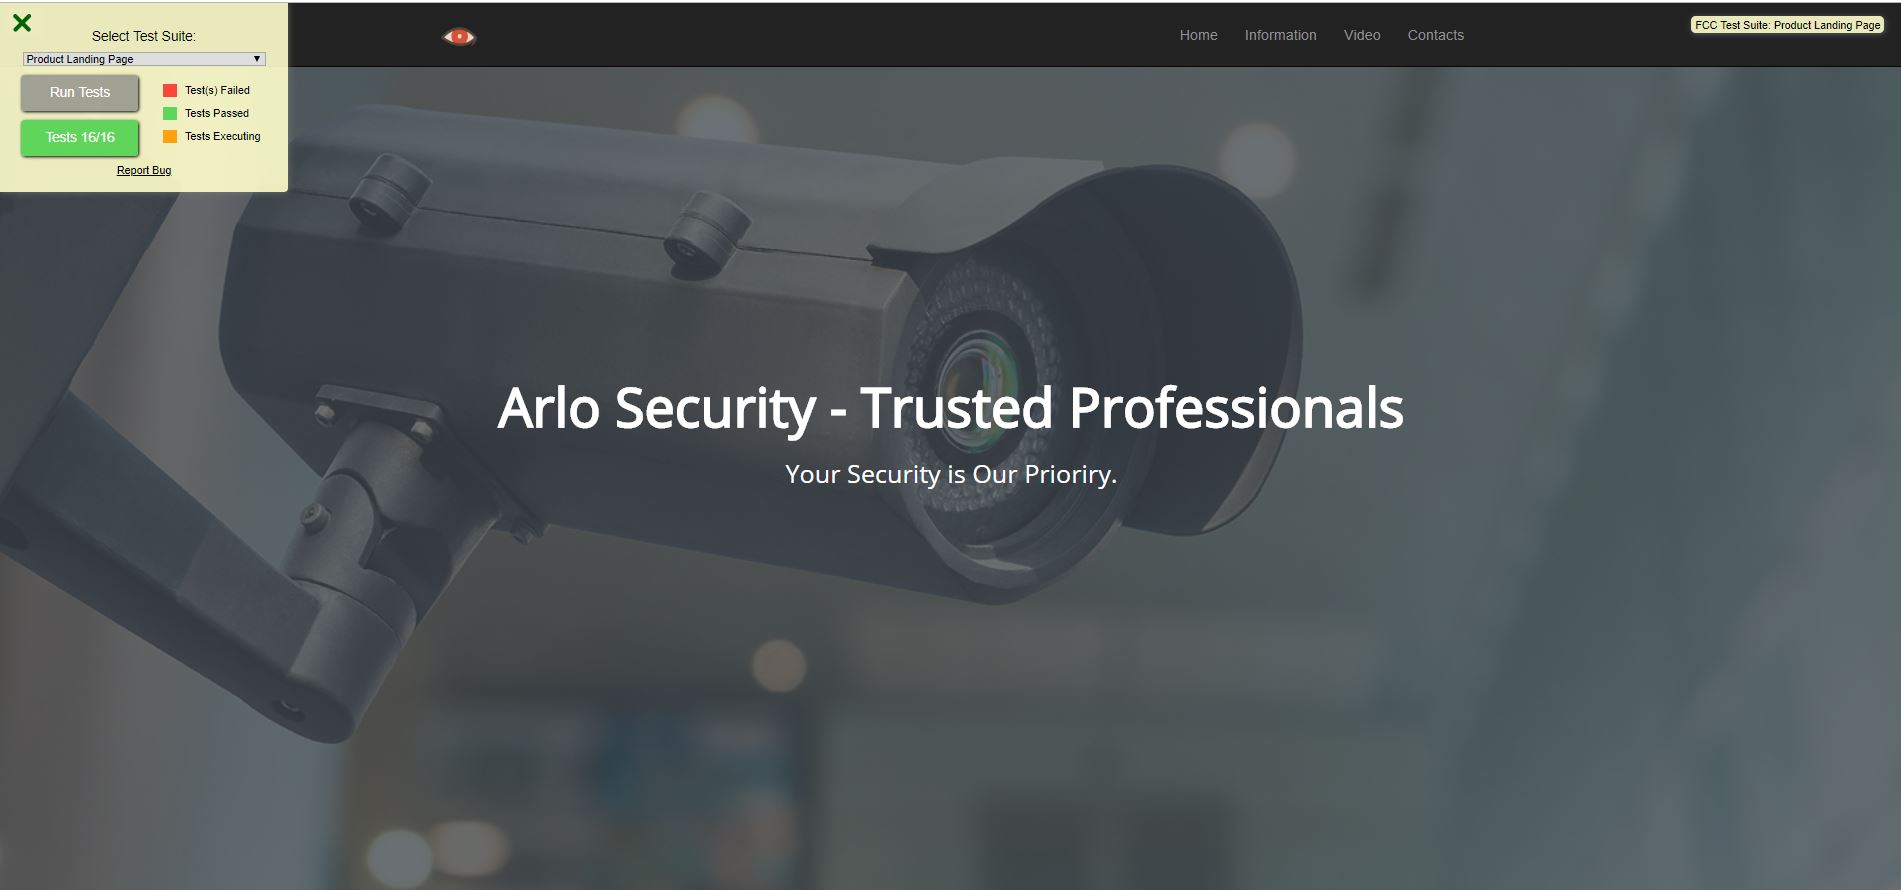 Select Test Suite:
Product Landing Page
Run Tests
Tests 16/16
Test(s) Failed
Tests Passed
Tests Executing
Report Bug
Home Information Video Contacts
FCC Test Suite: Product Landing Page
Arlo Security - Trusted Professionals
Your Security is Our Prioriry.